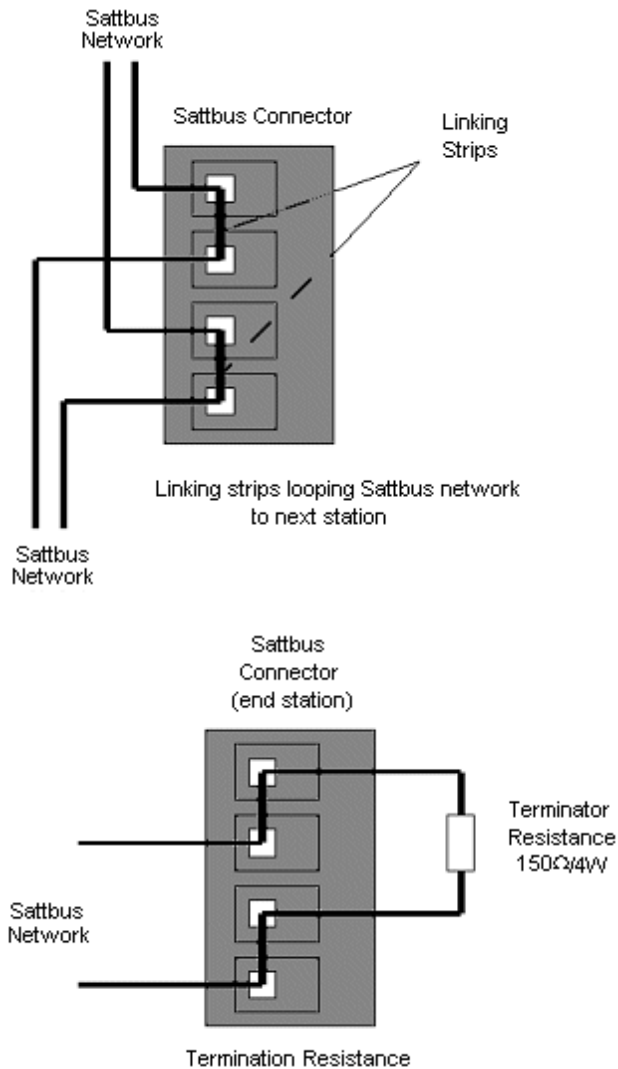 Sattbus
Network
Sattbus Connector
Linking
Strips
Linking strips looping Sattbus network
to next station
Sattbus
Network
Sattbus
Connector
(end station)
Terminator
Resistance
150Ω/4W
Sattbus
Network
Termination Resistance